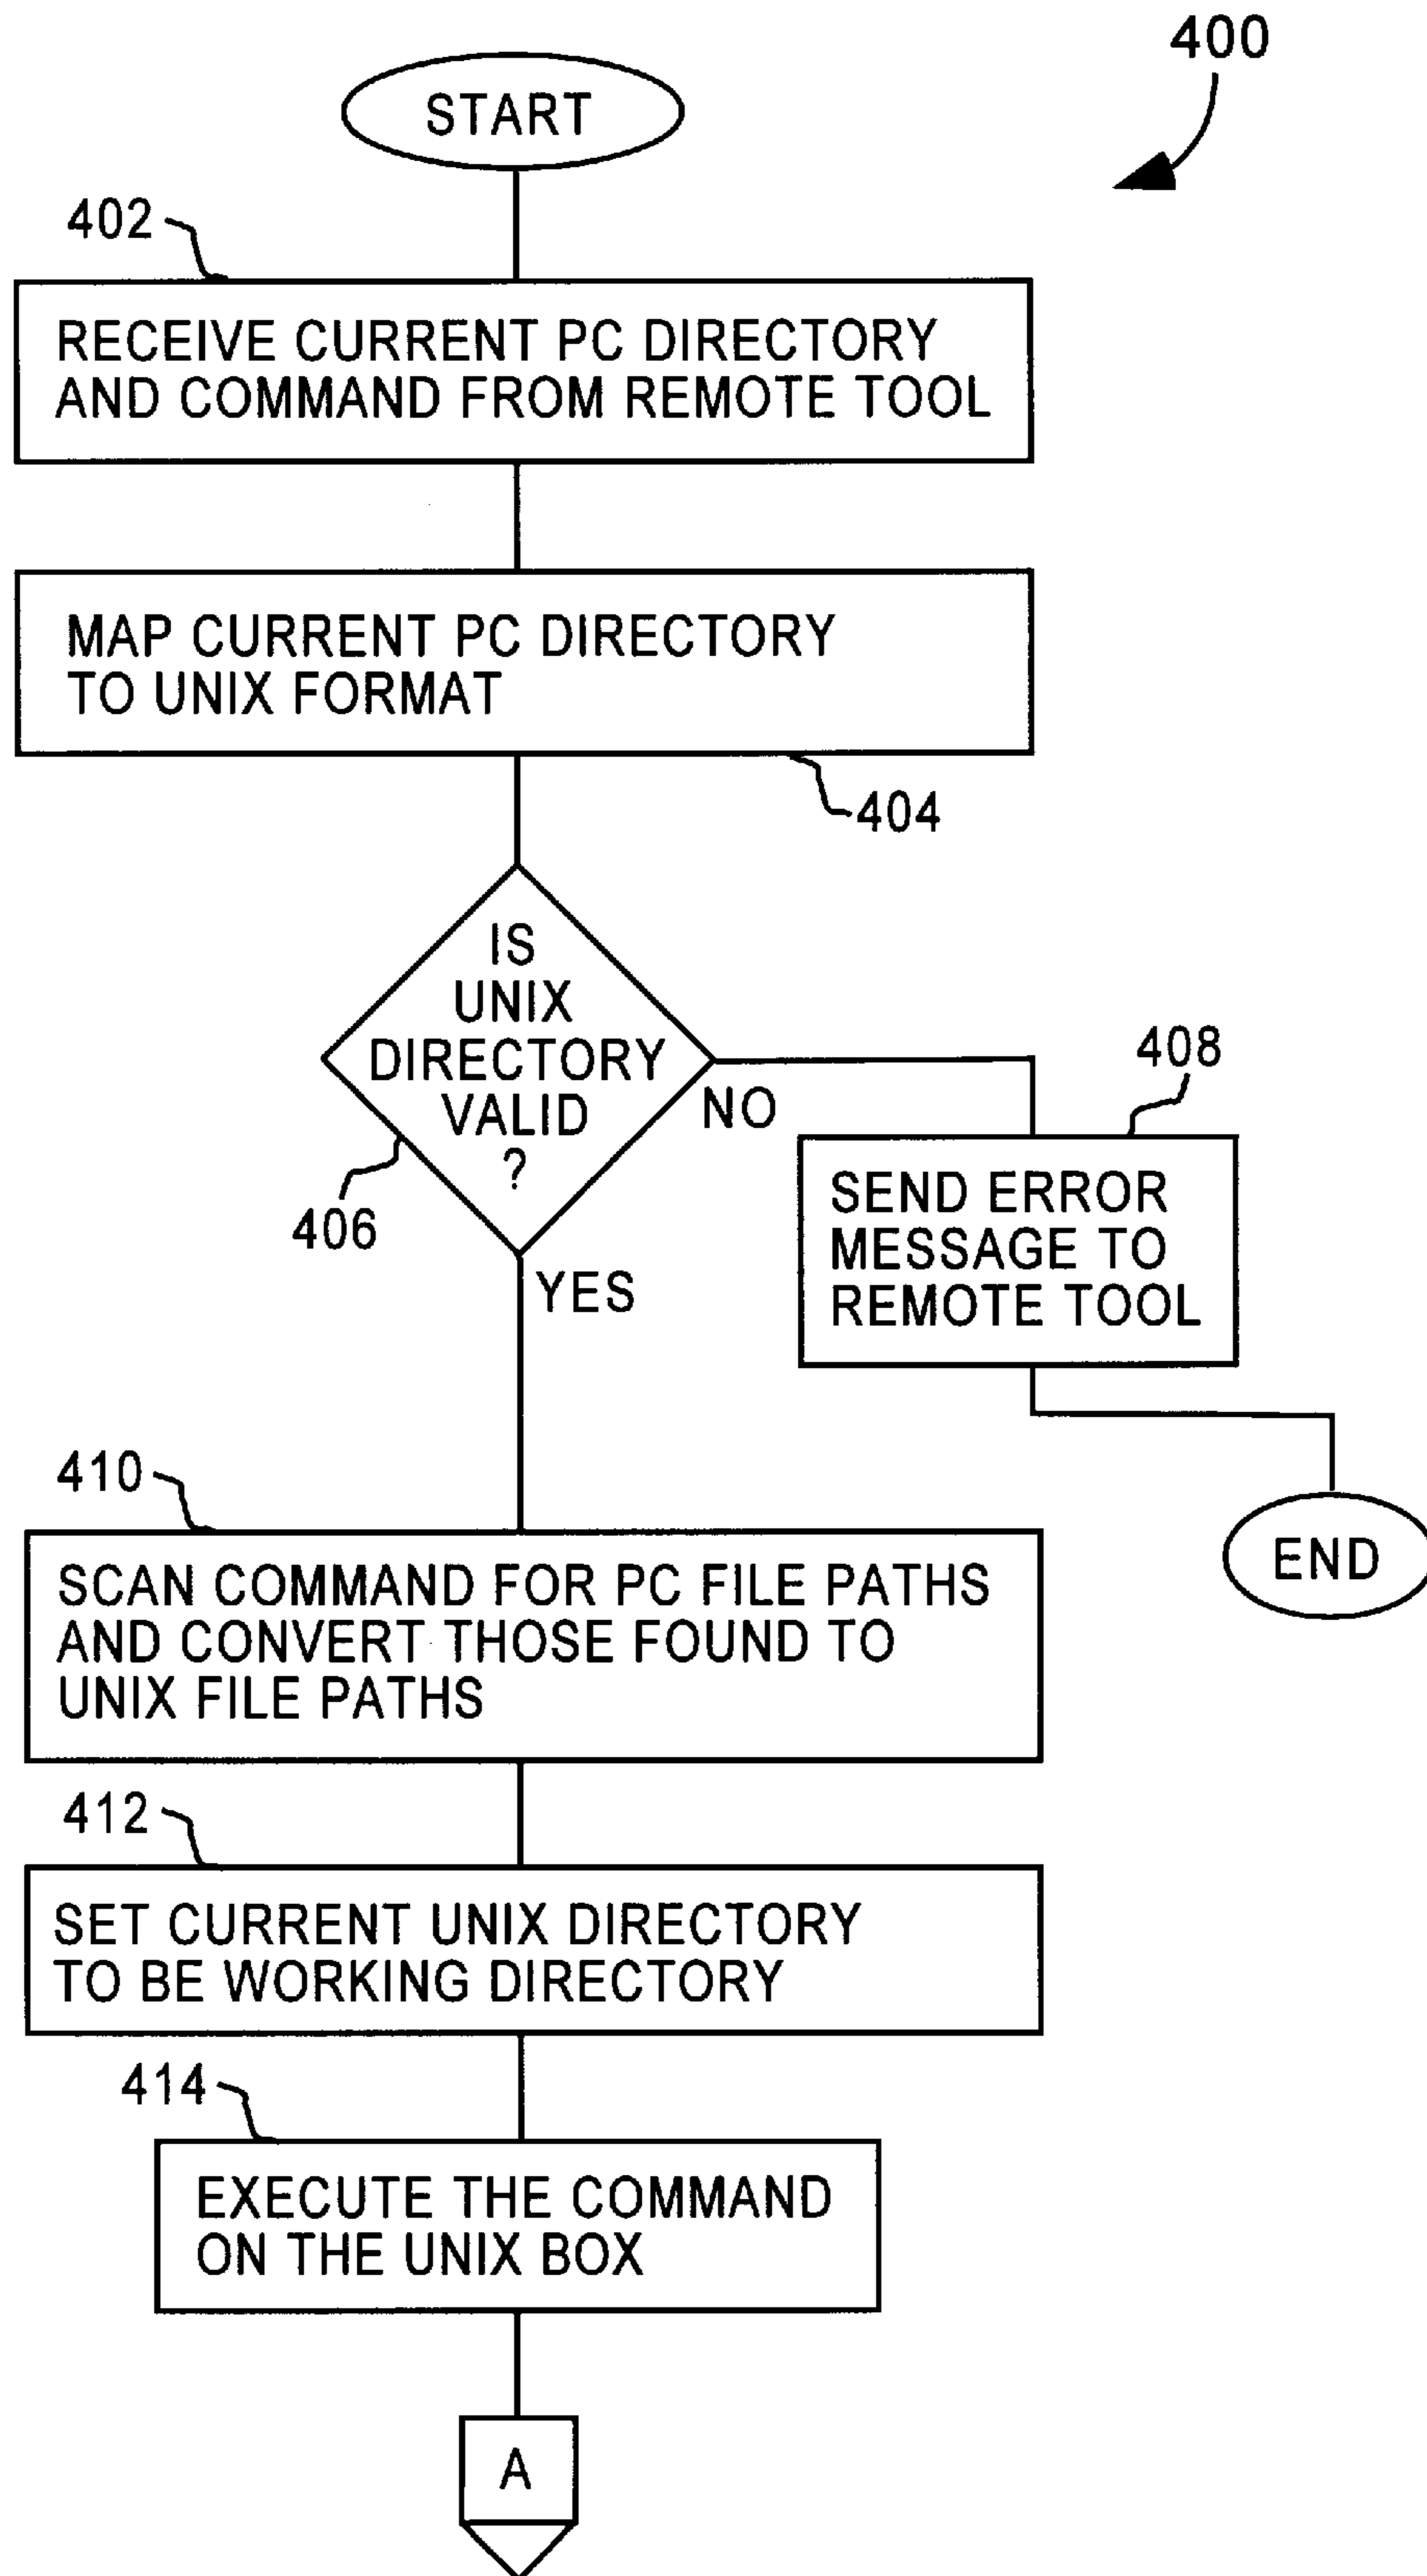 400
START
402
RECEIVE CURRENT PC DIRECTORY
AND COMMAND FROM REMOTE TOOL
MAP CURRENT PC DIRECTORY
TO UNIX FORMAT
404
IS
UNIX
DIRECTORY
VALID
?
NO
406
YES
408
SEND ERROR
MESSAGE TO
REMOTE TOOL
END
410
SCAN COMMAND FOR PC FILE PATHS
AND CONVERT THOSE FOUND TO
UNIX FILE PATHS
412
SET CURRENT UNIX DIRECTORY
TO BE WORKING DIRECTORY
414
EXECUTE THE COMMAND
ON THE UNIX BOX
A